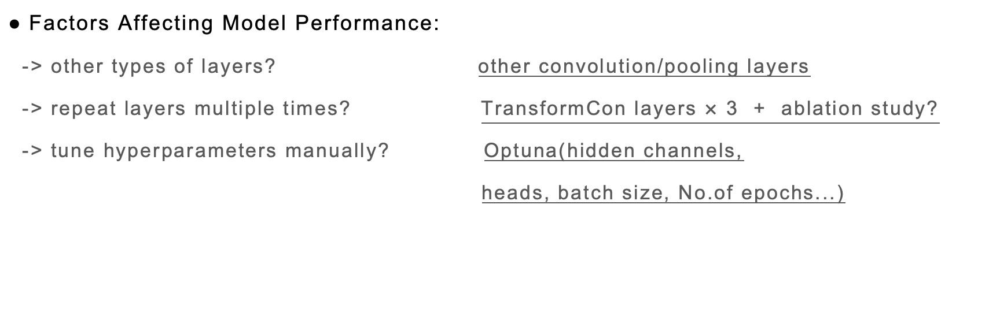 ● Factors Affecting Model Performance:
-> other types of layers? other convolution/pooling layers
-> repeat layers multiple times? TransformCon layers × 3 + ablation study?
-> tune hyperparameters manually? Optuna(hidden channels,
heads, batch size, No.of epochs...)